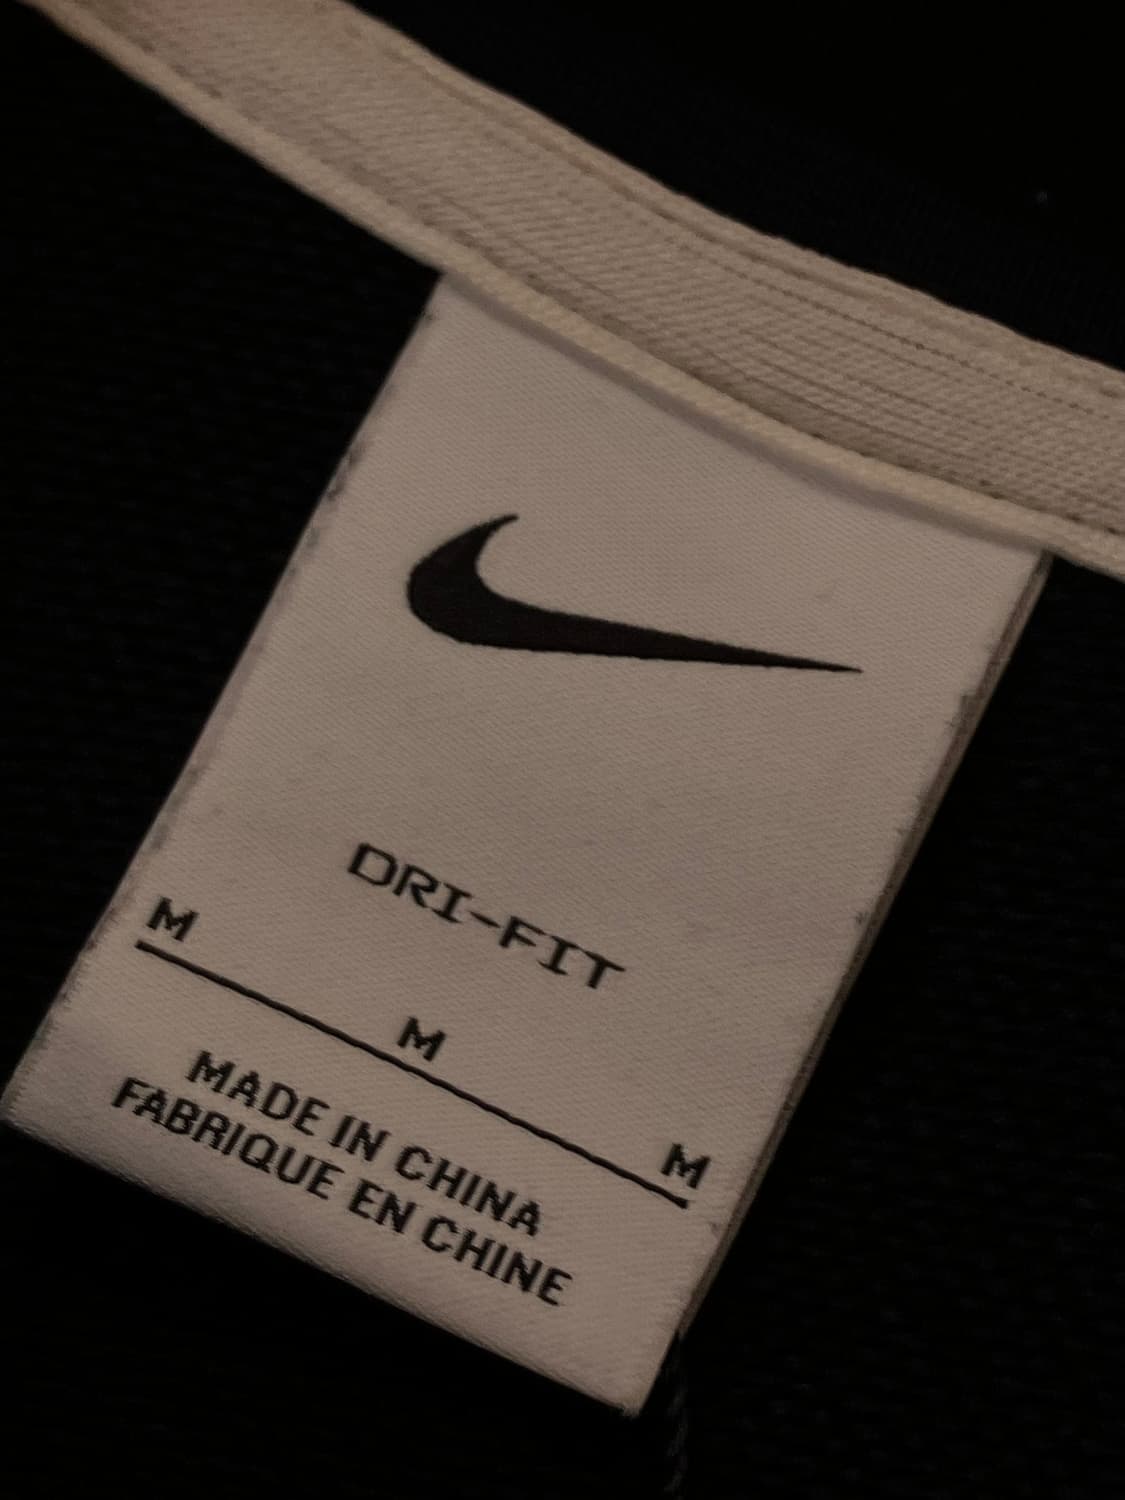 DRI-FIT
M
M
M
MADE IN CHINA
FABRIQUE EN CHINE